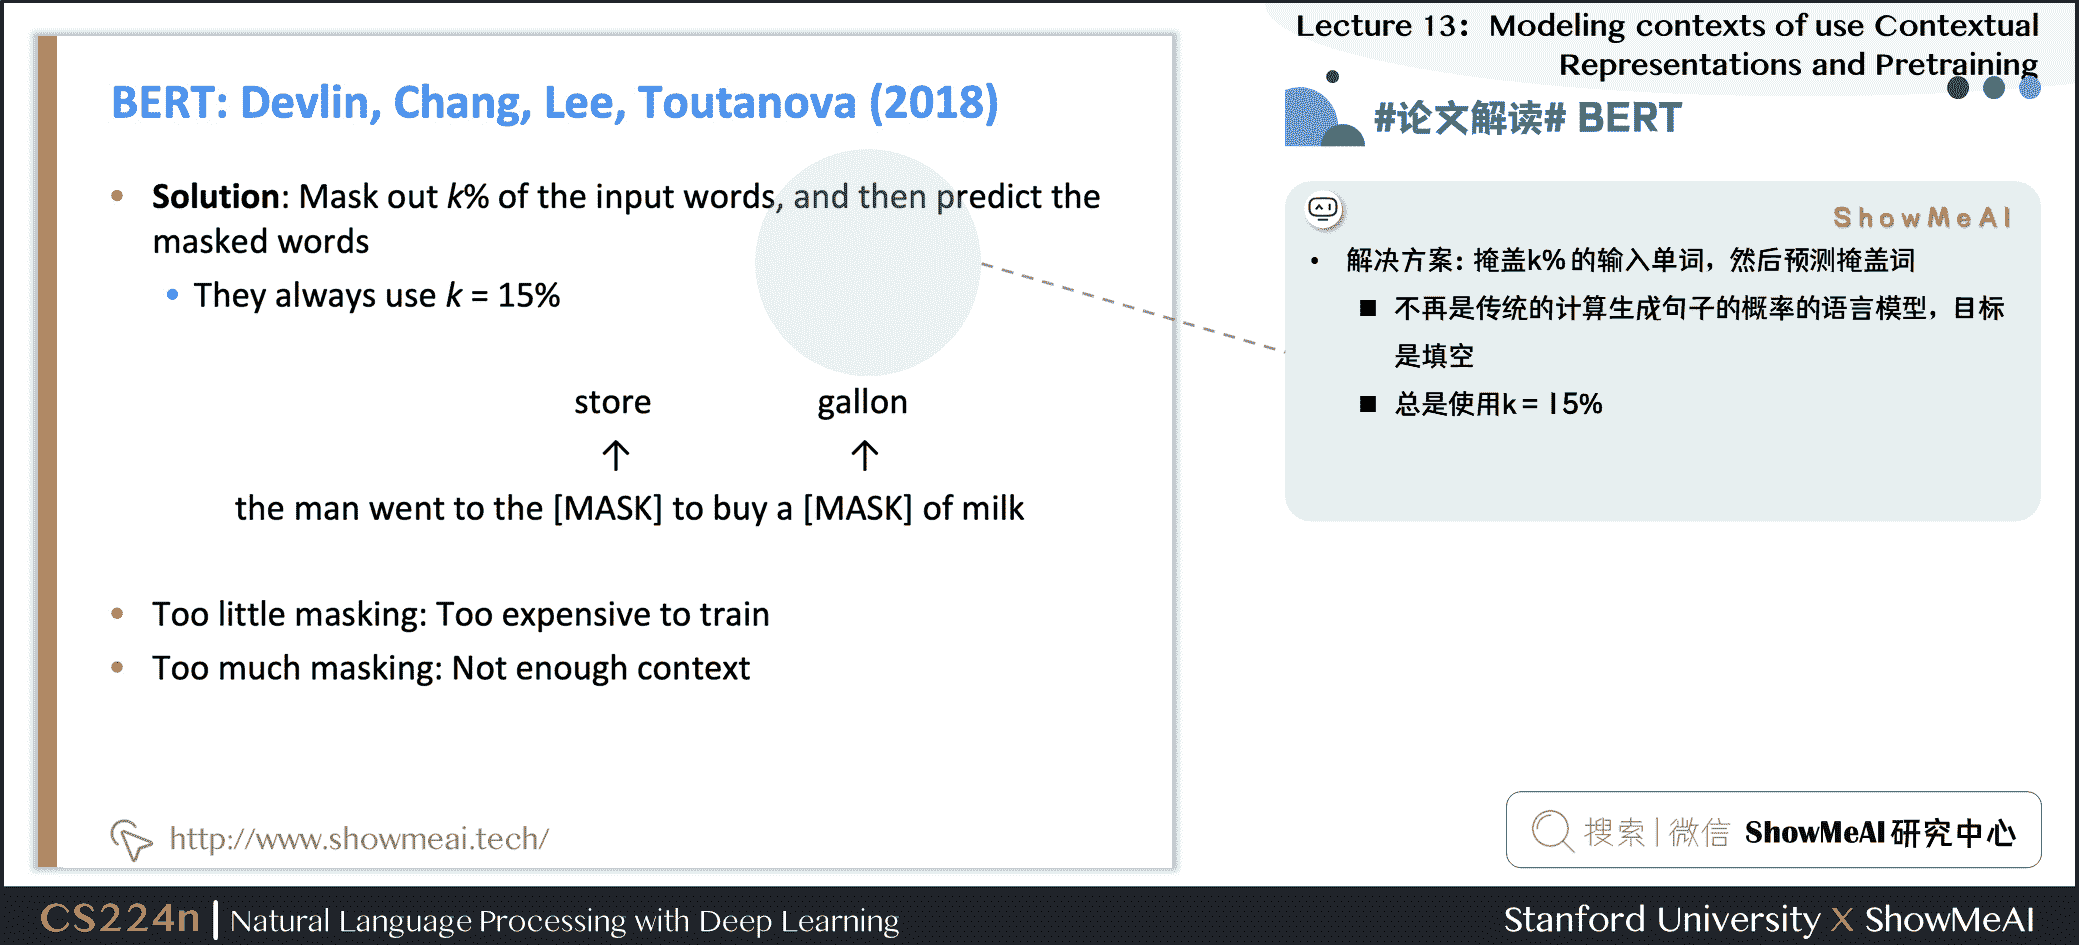 Lecture 13: Modeling contexts of use Contextual
Representations and Pretraining
BERT: Devlin, Chang, Lee, Toutanova (2018)
• Solution: Mask out k% of the input words, and then predict the
masked words
• They always use k = 15%
store gallon
↑ ↑
the man went to the [MASK] to buy a [MASK] of milk
• Too little masking: Too expensive to train
• Too much masking: Not enough context
http://www.showmeai.tech/
#论文解读# BERT
ShowMeAI
• 解决方案: 掩盖k%的输入单词，然后预测掩盖词
■ 不再是传统的计算生成句子的概率的语言模型，目标
是填空
■ 总是使用k = 15%
搜索|微信 ShowMeAI研究中心
CS224n | Natural Language Processing with Deep Learning
Stanford University X ShowMeAI